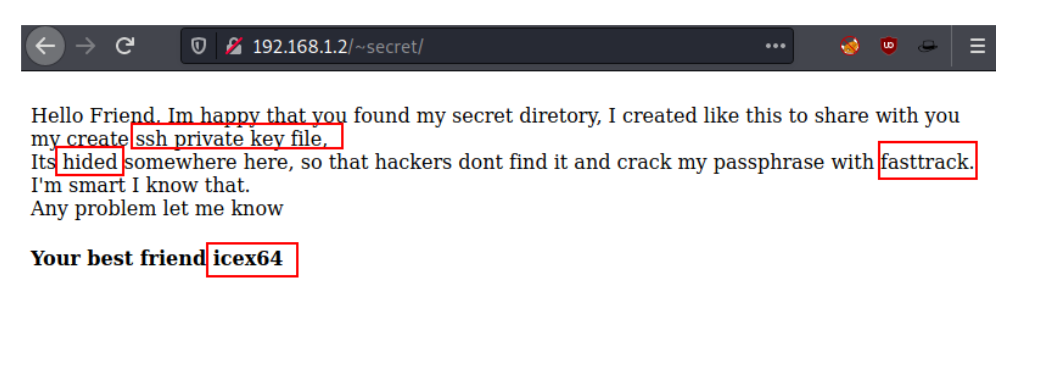 192.168.1.2/~secret/
Hello Friend, Im happy that you found my secret diretory, I created like this to share with you
my create ssh private key file,
Its hided somewhere here, so that hackers dont find it and crack my passphrase with fasttrack.
I'm smart I know that.
Any problem let me know
Your best friend icex64